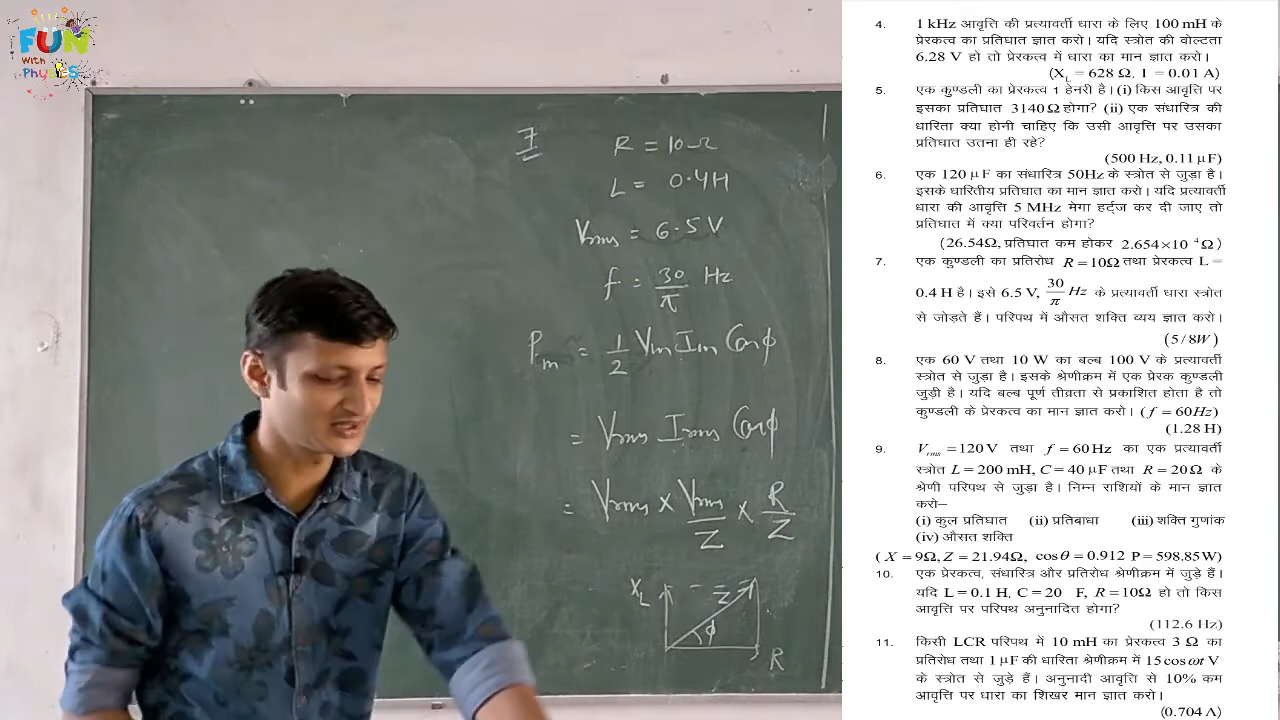 FUN
With
Physics
7
R = 10Ω
L = 0.4H
Vrms = 6.5 V
f = 30/π Hz
Pm = 1/2 Vm Im Cosϕ
= Vrms Irms Cosϕ
= Vrms × Vrms/Z × R/Z
XL Z
ϕ
R
4. 1 kHz आवृत्ति की प्रत्यावर्ती धारा के लिए 100 mH के
प्रेरकत्व का प्रतिघात ज्ञात करो। यदि स्त्रोत की वोल्टता
6.28 V हो तो प्रेरकत्व में धारा का मान ज्ञात करो।
(XL = 628 Ω, I = 0.01 A)
5. एक कुण्डली का प्रेरकत्व 1 हेनरी है। (i) किस आवृत्ति पर
इसका प्रतिघात 3140 Ω होगा? (ii) एक संधारित्र की
धारिता क्या होनी चाहिए कि उसी आवृत्ति पर उसका
प्रतिघात उतना ही रहे?
(500 Hz, 0.11 μF)
6. एक 120 μF का संधारित्र 50Hz के स्त्रोत से जुड़ा है।
इसके धारितीय प्रतिघात का मान ज्ञात करो। यदि प्रत्यावर्ती
धारा की आवृत्ति 5 MHz मेगा हर्ट्ज कर दी जाए तो
प्रतिघात में क्या परिवर्तन होगा?
(26.54Ω, प्रतिघात कम होकर 2.654×10 ⁴Ω)
7. एक कुण्डली का प्रतिरोध R = 10Ω तथा प्रेरकत्व L =
0.4 H है। इसे 6.5 V, 30/π Hz के प्रत्यावर्ती धारा स्त्रोत
से जोड़ते हैं। परिपथ में औसत शक्ति व्यय ज्ञात करो।
(5/8W)
8. एक 60 V तथा 10 W का बल्ब 100 V के प्रत्यावर्ती
स्त्रोत से जुड़ा है। इसके श्रेणीक्रम में एक प्रेरक कुण्डली
जुड़ी है। यदि बल्ब पूर्ण तीव्रता से प्रकाशित होता है तो
कुण्डली के प्रेरकत्व का मान ज्ञात करो। (f = 60Hz)
(1.28 H)
9. Vrms = 120 V तथा f = 60 Hz का एक प्रत्यावर्ती
स्त्रोत L = 200 mH, C = 40 μF तथा R = 20 Ω के
श्रेणी परिपथ से जुड़ा है। निम्न राशियों के मान ज्ञात
करो–
(i) कुल प्रतिघात (ii) प्रतिबाधा (iii) शक्ति गुणांक
(iv) औसत शक्ति
(X = 9Ω, Z = 21.94Ω, cosθ = 0.912 P = 598.85W)
10. एक प्रेरकत्व, संधारित्र और प्रतिरोध श्रेणीक्रम में जुड़े हैं।
यदि L = 0.1 H, C = 20 F, R = 10Ω हो तो किस
आवृत्ति पर परिपथ अनुनादित होगा?
(112.6 Hz)
11. किसी LCR परिपथ में 10 mH का प्रेरकत्व 3 Ω का
प्रतिरोध तथा 1 μF की धारिता श्रेणीक्रम में 15 cos ωt V
के स्त्रोत से जुड़े हैं। अनुनादी आवृत्ति से 10% कम
आवृत्ति पर धारा का शिखर मान ज्ञात करो।
(0.704 A)